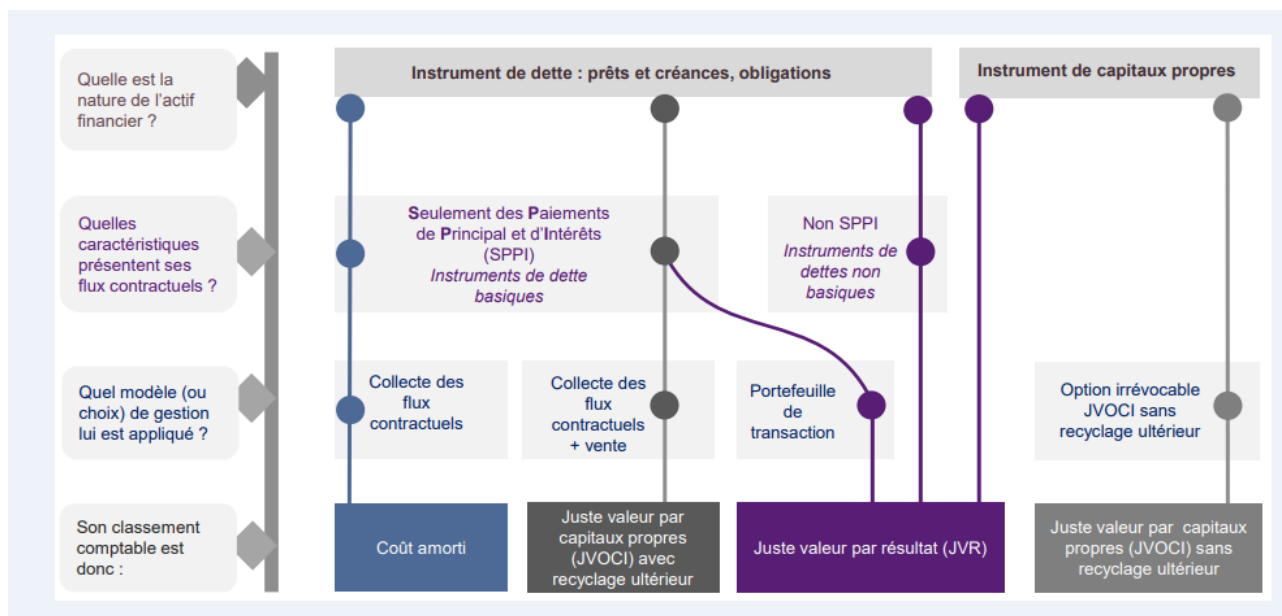 Quelle est la
nature de l'actif
financier ?
Instrument de dette : prêts et créances, obligations
Instrument de capitaux propres
Quelles
caractéristiques
présentent ses
flux contractuels ?
Seulement des Paiements
de Principal et d'Intérêts
(SPPI)
Instruments de dette
basiques
Non SPPI
Instruments de
dettes non
basiques
Quel modèle (ou
choix) de gestion
lui est appliqué ?
Collecte des
flux
contractuels
Collecte des
flux
contractuels
+ vente
Portefeuille
de
transaction
Option irrévocable
JVOCI sans
recyclage ultérieur
Son classement
comptable est
donc :
Coût amorti
Juste valeur par
capitaux propres
(JVOCI) avec
recyclage ultérieur
Juste valeur par résultat (JVR)
Juste valeur par capitaux
propres (JVOCI) sans
recyclage ultérieur